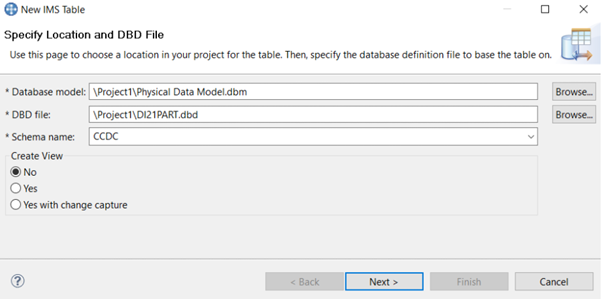 New IMS Table
Specify Location and DBD File
Use this page to choose a location in your project for the table. Then, specify the database definition file to base the table on.
* Database model: \Project1\Physical Data Model.dbm Browse...
* DBD file: \Project1\DI21PART.dbd Browse...
* Schema name: CCDC
Create View
No
Yes
Yes with change capture
? < Back Next > Finish Cancel